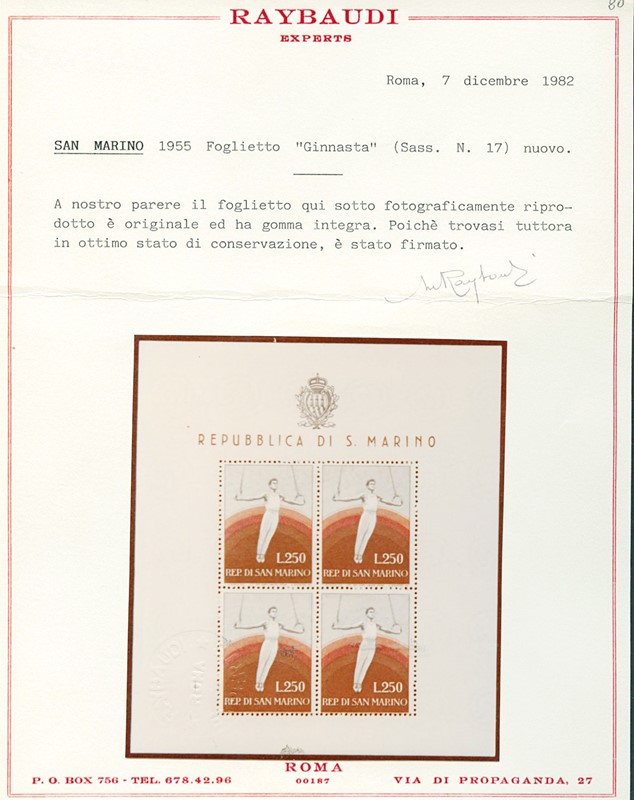 80
RAYBAUDI
EXPERTS
Roma, 7 dicembre 1982
SAN MARINO 1955 Foglietto "Ginnasta" (Sass. N. 17) nuovo.
A nostro parere il foglietto qui sotto fotograficamente ripro–
dotto è originale ed ha gomma integra. Poichè trovasi tuttora
in ottimo stato di conservazione, è stato firmato.
REPUBBLICA DI S. MARINO
L.250
REP. DI SAN MARINO
L.250
REP. DI SAN MARINO
L.250
REP. DI SAN MARINO
L.250
REP. DI SAN MARINO
RAYBAUDI
ROMA
ROMA
P. O. BOX 756 - TEL. 678.42.96
00187
VIA DI PROPAGANDA, 27